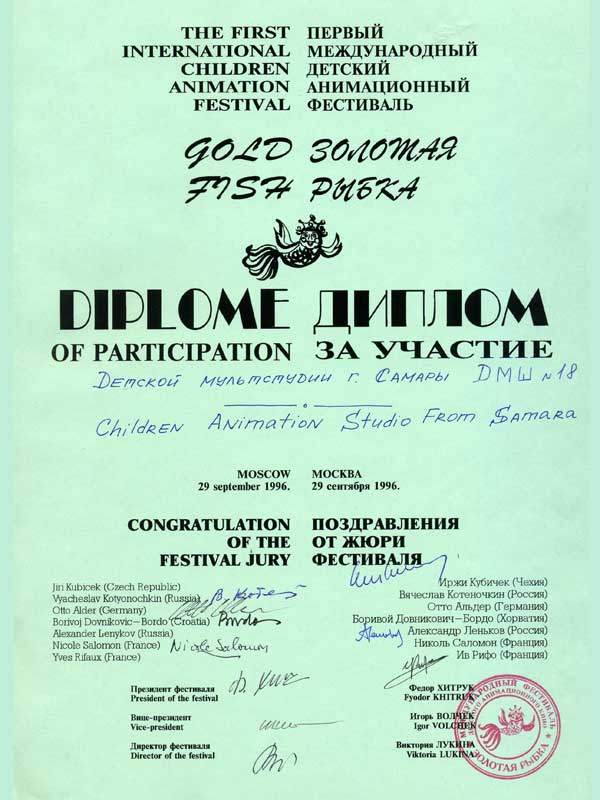 THE FIRST ПЕРВЫЙ
INTERNATIONAL МЕЖДУНАРОДНЫЙ
CHILDREN ДЕТСКИЙ
ANIMATION АНИМАЦИОННЫЙ
FESTIVAL ФЕСТИВАЛЬ
GOLD ЗОЛОТАЯ
FISH РЫБКА
DIPLOME ДИПЛОМ
OF PARTICIPATION ЗА УЧАСТИЕ
Детской мультстудии г. Самары ДМШ №18
Children Animation Studio From Samara
MOSCOW МОСКВА
29 september 1996. 29 сентября 1996.
CONGRATULATION ПОЗДРАВЛЕНИЯ
OF THE ОТ ЖЮРИ
FESTIVAL JURY ФЕСТИВАЛЯ
Jiri Kubicek (Czech Republic) Иржи Кубичек (Чехия)
Vyacheslav Kotyonochkin (Russia) Вячеслав Котеночкин (Россия)
Otto Alder (Germany) Отто Альдер (Германия)
Borivoj Dovnikovic-Bordo (Croatia) Bordo Боривой Довникович-Бордо (Хорватия)
Alexander Lenykov (Russia) Александр Леньков (Россия)
Nicole Salomon (France) Nicole Salomon Николь Саломон (Франция)
Yves Rifaux (France) Ив Рифо (Франция)
Президент фестиваля Федор ХИТРУК
President of the festival Fyodor KHITRUK
Вице-президент Игорь ВОЛЧЕК
Vice-president Igor VOLCHEK
Директор фестиваля Виктория ЛУКИНА
Director of the festival Viktoria LUKINA
МЕЖДУНАРОДНЫЙ ФЕСТИВАЛЬ
ЗОЛОТАЯ РЫБКА